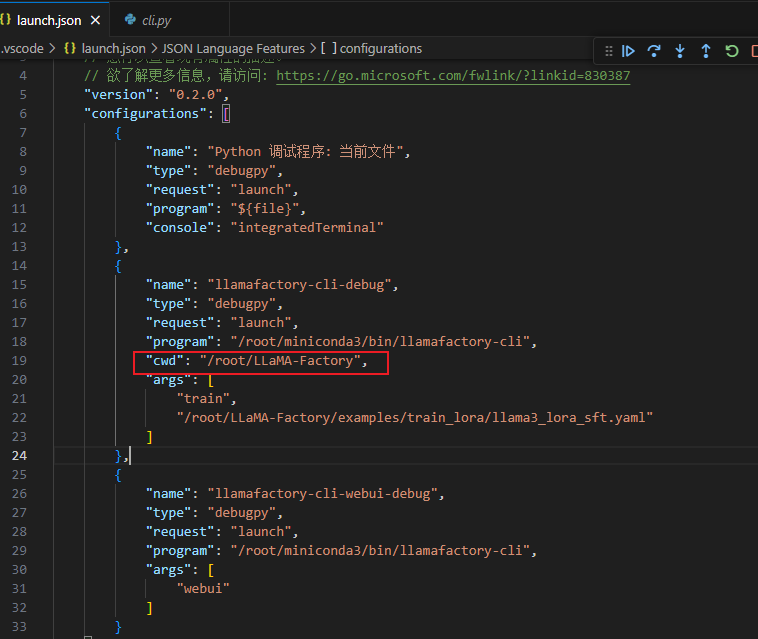 launch.json
cli.py
.vscode > launch.json > JSON Language Features > [ ] configurations
4 // 欲了解更多信息，请访问: https://go.microsoft.com/fwlink/?linkid=830387
5 "version": "0.2.0",
6 "configurations": [
7 {
8 "name": "Python 调试程序: 当前文件",
9 "type": "debugpy",
10 "request": "launch",
11 "program": "${file}",
12 "console": "integratedTerminal"
13 },
14 {
15 "name": "llamafactory-cli-debug",
16 "type": "debugpy",
17 "request": "launch",
18 "program": "/root/miniconda3/bin/llamafactory-cli",
19 "cwd": "/root/LLaMA-Factory",
20 "args": [
21 "train",
22 "/root/LLaMA-Factory/examples/train_lora/llama3_lora_sft.yaml"
23 ]
24 },
25 {
26 "name": "llamafactory-cli-webui-debug",
27 "type": "debugpy",
28 "request": "launch",
29 "program": "/root/miniconda3/bin/llamafactory-cli",
30 "args": [
31 "webui"
32 ]
33 }